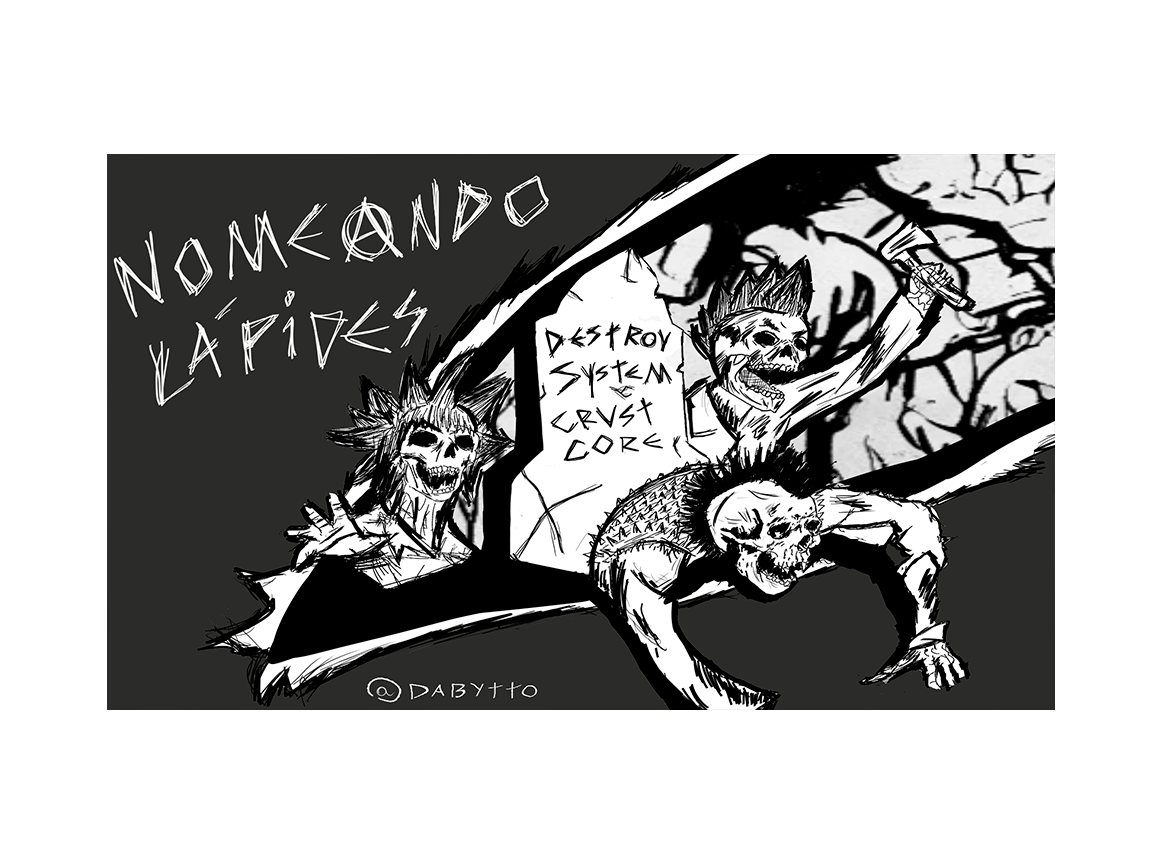 NOMEANDO
LÁPiDES
DESTROY
SYSTEM
CRUST
CORE
@DABYTTO